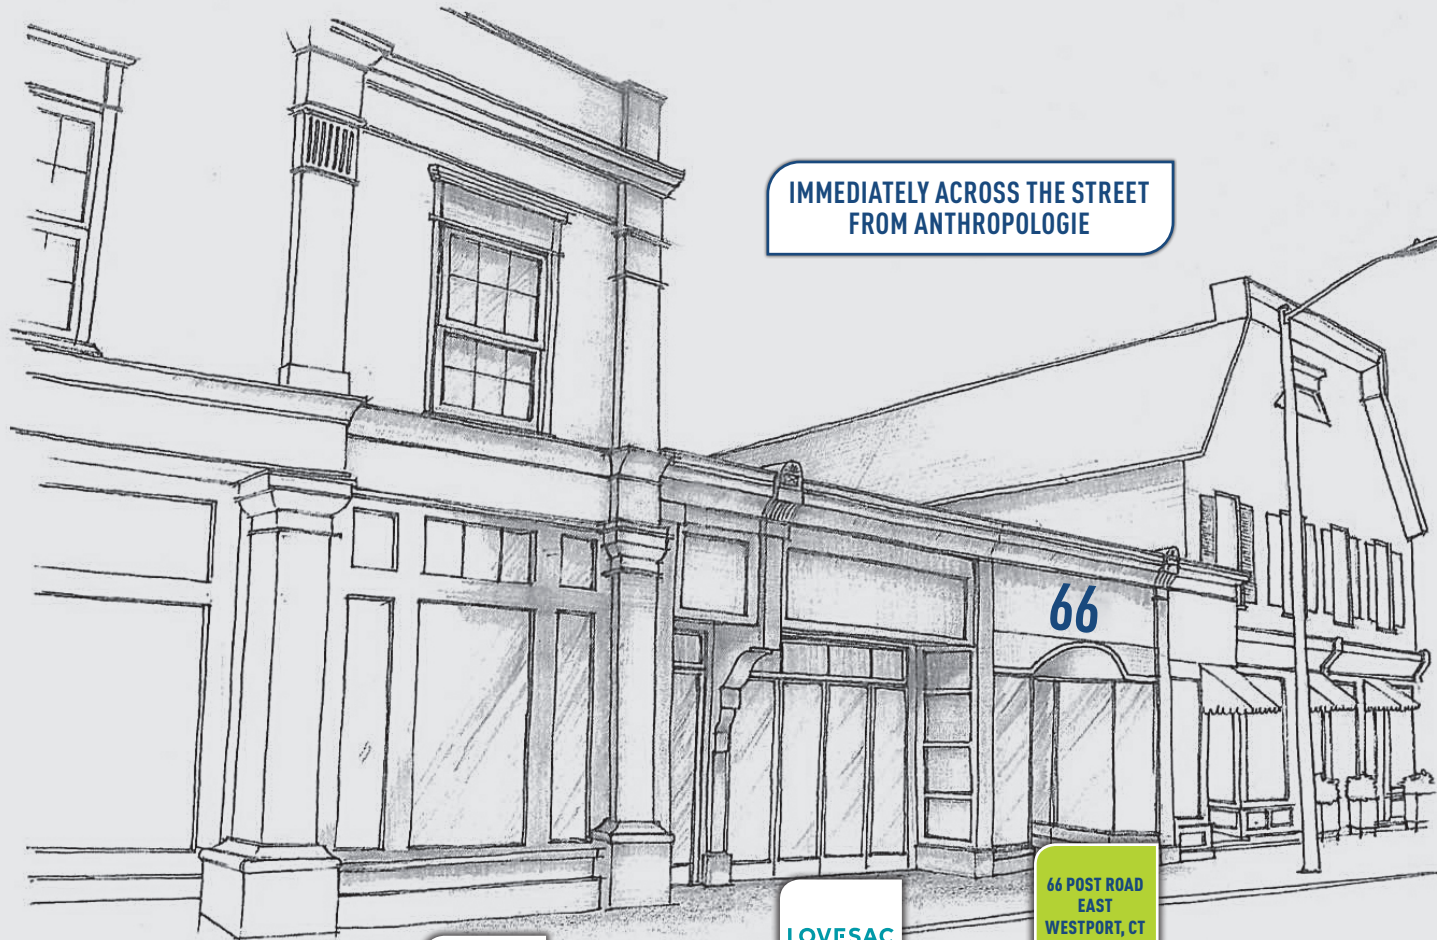 IMMEDIATELY ACROSS THE STREET
FROM ANTHROPOLOGIE
66
LOVESAC
66 POST ROAD
EAST
WESTPORT, CT